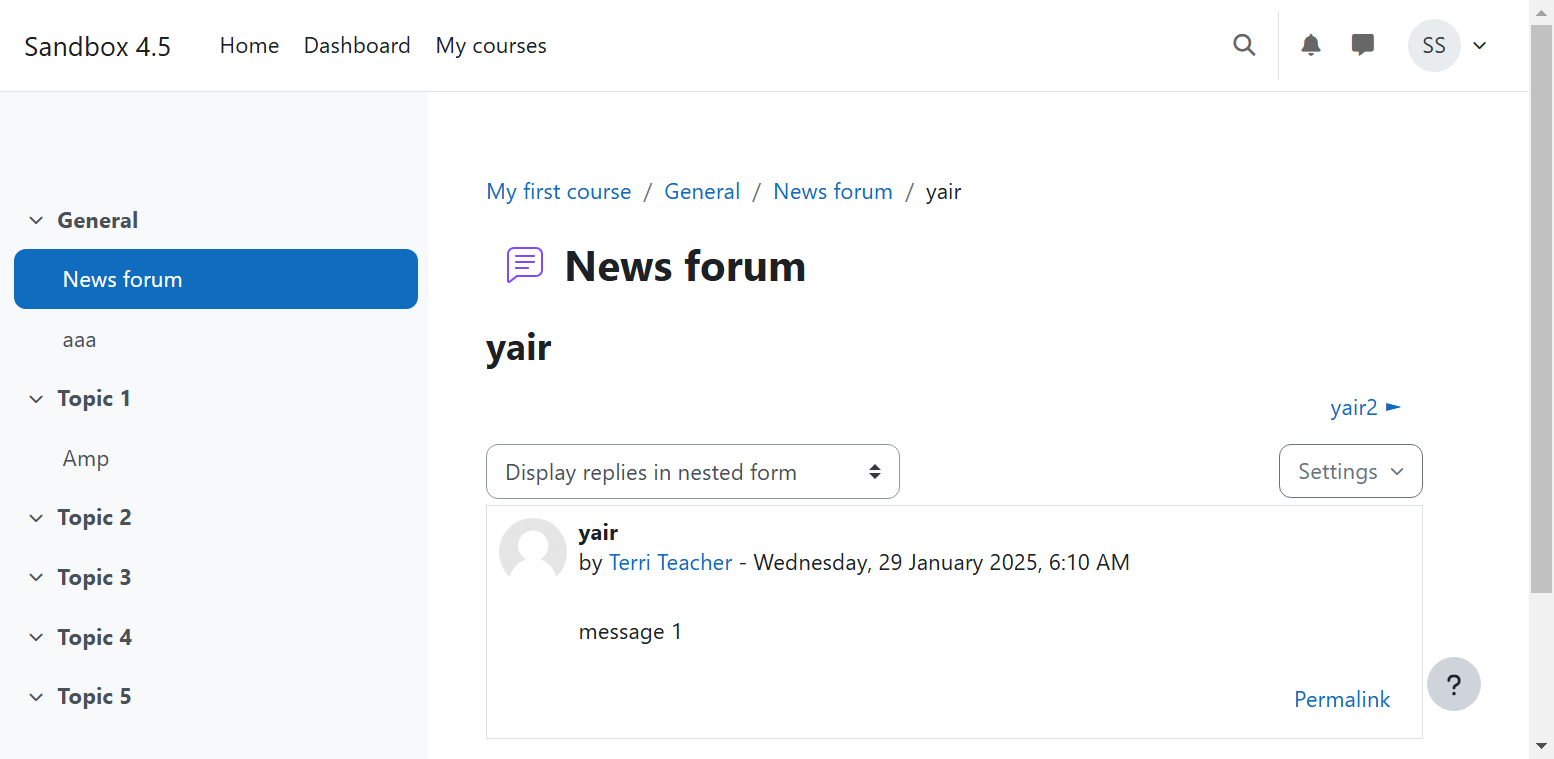 Sandbox 4.5 Home Dashboard My courses SS
General
News forum
aaa
Topic 1
Amp
Topic 2
Topic 3
Topic 4
Topic 5
My first course / General / News forum / yair
News forum
yair
yair2 ►
Display replies in nested form Settings
yair
by Terri Teacher - Wednesday, 29 January 2025, 6:10 AM
message 1
Permalink
?